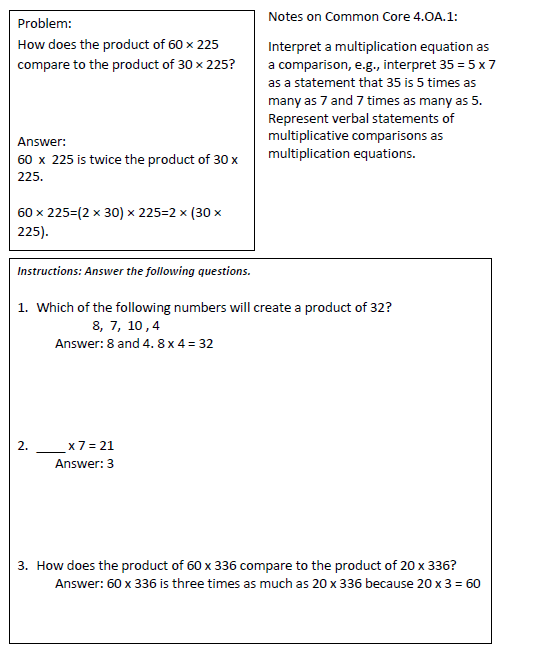 Problem:
How does the product of 60 × 225
compare to the product of 30 × 225?
Answer:
60 x 225 is twice the product of 30 x
225.
60 × 225=(2 × 30) × 225=2 × (30 ×
225).
Notes on Common Core 4.OA.1:
Interpret a multiplication equation as
a comparison, e.g., interpret 35 = 5 x 7
as a statement that 35 is 5 times as
many as 7 and 7 times as many as 5.
Represent verbal statements of
multiplicative comparisons as
multiplication equations.
Instructions: Answer the following questions.
1. Which of the following numbers will create a product of 32?
8, 7, 10 , 4
Answer: 8 and 4. 8 x 4 = 32
2. ____ x 7 = 21
Answer: 3
3. How does the product of 60 x 336 compare to the product of 20 x 336?
Answer: 60 x 336 is three times as much as 20 x 336 because 20 x 3 = 60